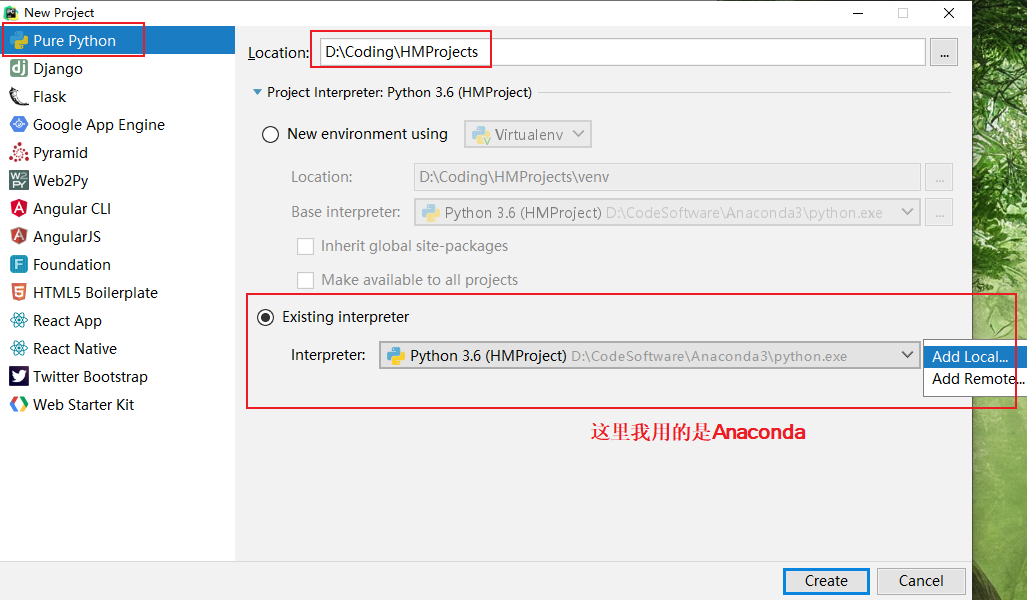 New Project
Pure Python
Django
Flask
Google App Engine
Pyramid
Web2Py
Angular CLI
AngularJS
Foundation
HTML5 Boilerplate
React App
React Native
Twitter Bootstrap
Web Starter Kit
Location: D:\Coding\HMProjects ...
Project Interpreter: Python 3.6 (HMProject)
New environment using Virtualenv
Location: D:\Coding\HMProjects\venv ...
Base interpreter: Python 3.6 (HMProject) D:\CodeSoftware\Anaconda3\python.exe ...
Inherit global site-packages
Make available to all projects
Existing interpreter
Interpreter: Python 3.6 (HMProject) D:\CodeSoftware\Anaconda3\python.exe
Add Local...
Add Remote...
这里我用的是Anaconda
Create Cancel